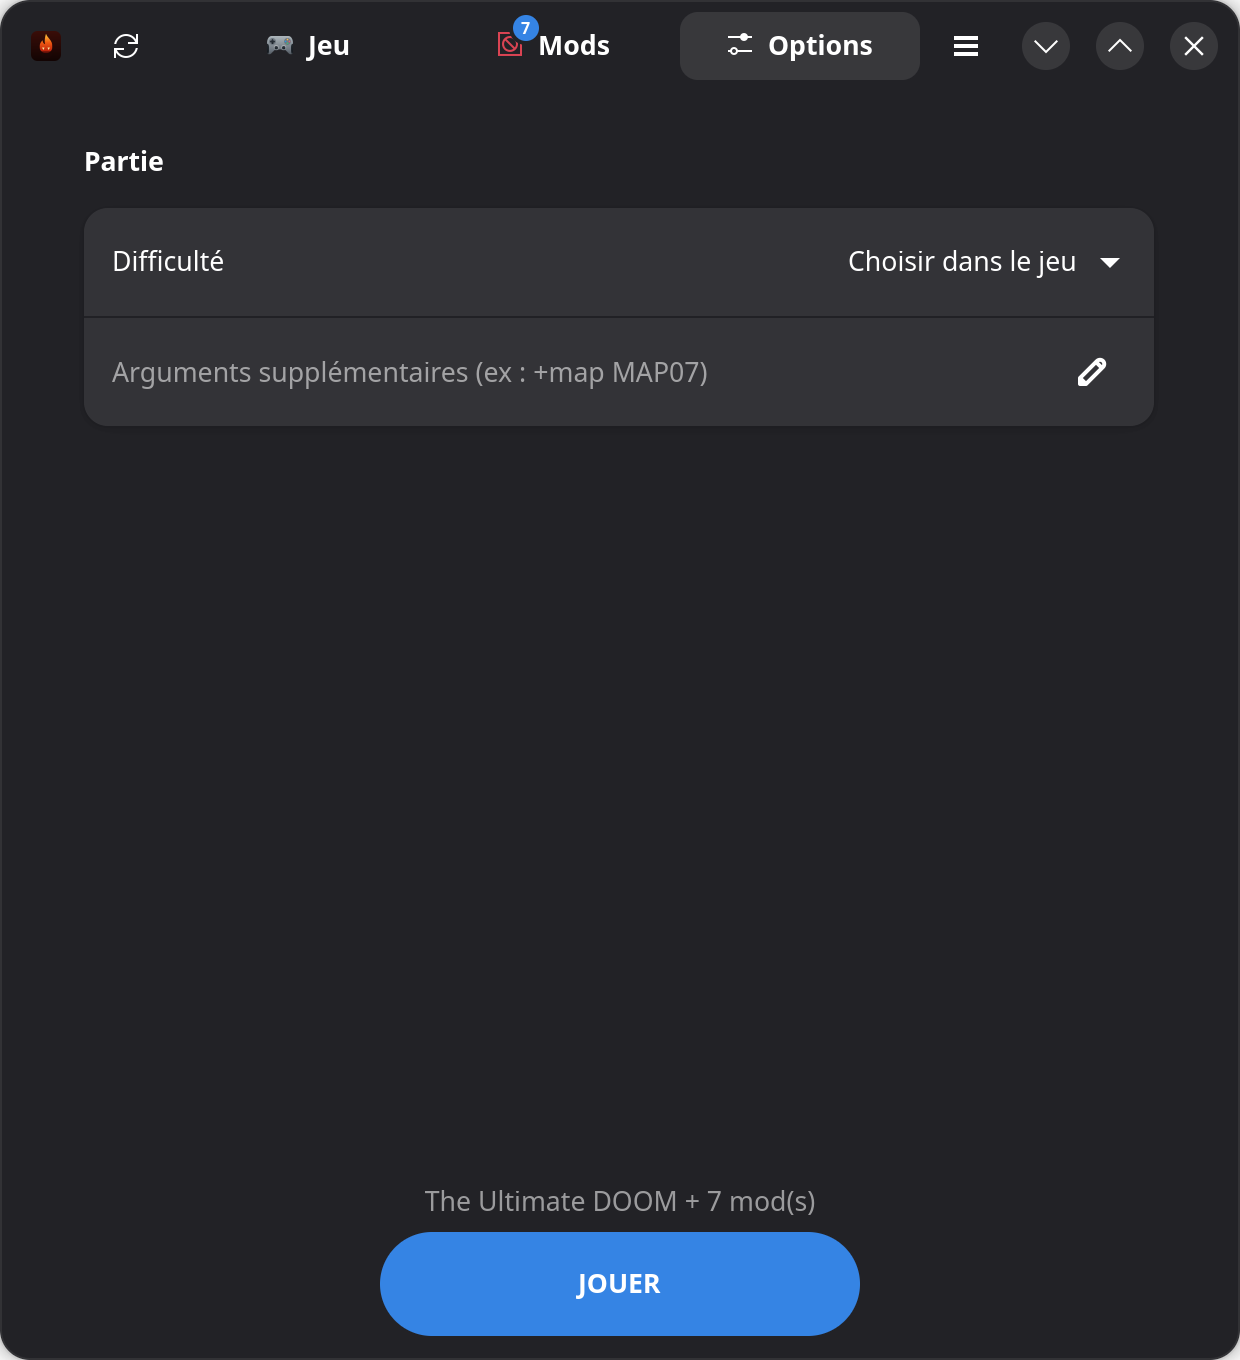 Jeu
7
Mods
Options
Partie
Difficulté
Choisir dans le jeu
Arguments supplémentaires (ex : +map MAP07)
The Ultimate DOOM + 7 mod(s)
JOUER